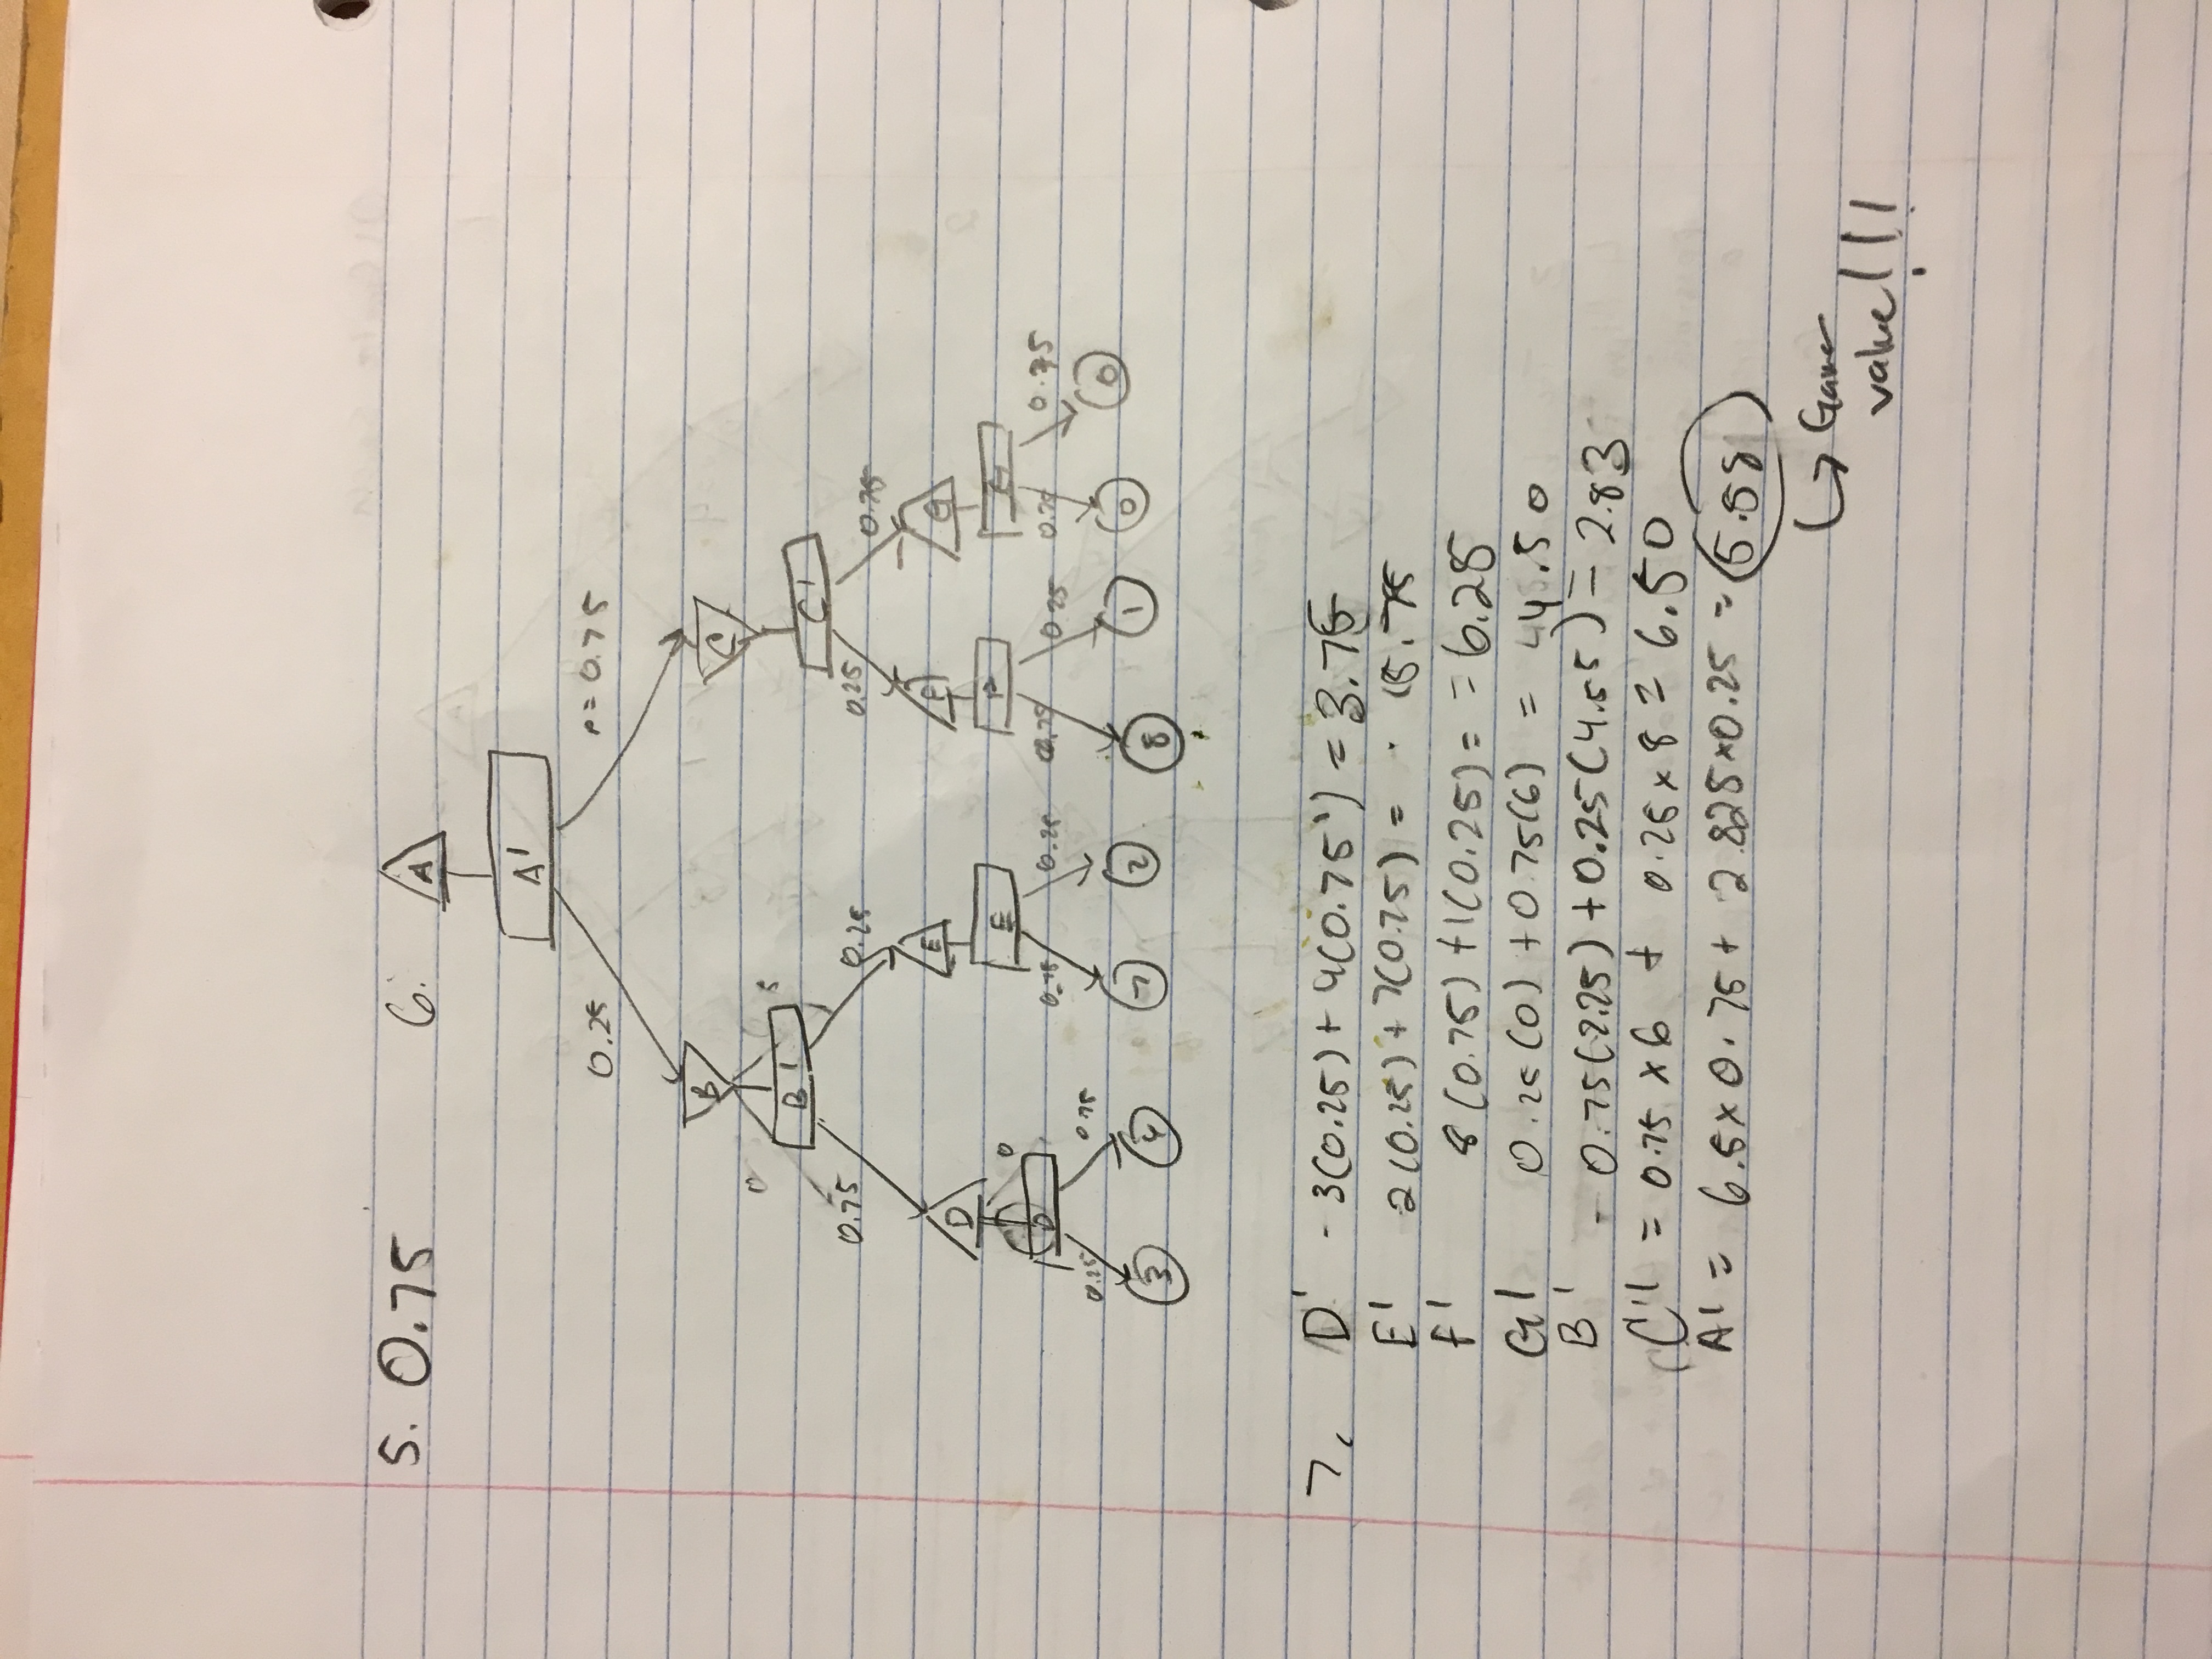 5. 0.75 6. A
A'
0.25 P = 0.75
B C
0 5
B' C'
0.75 0.25 0.25 0.75
D E F G
0
D E F G
0.25 0.75 0.75 0.25 0.75 0.25 0.25 0.75
3 4 7 2 8 1 0 6
7. D' - 3(0.25) + 4(0.75) = 3.75
E' 2(0.25) + 7(0.75) = 5.75
F' 8(0.75) + 1(0.25) = = 6.25
G' 0.25(0) + 0.75(6) = 4.50
B' - 0.75(2.25) + 0.25(4.55) = 2.83
C' = 0.75 x 6 + 0.25 x 8 = 6.50
A' = 6.5 x 0.75 + 2.825 x 0.25 = 5.58
Game
value!!!